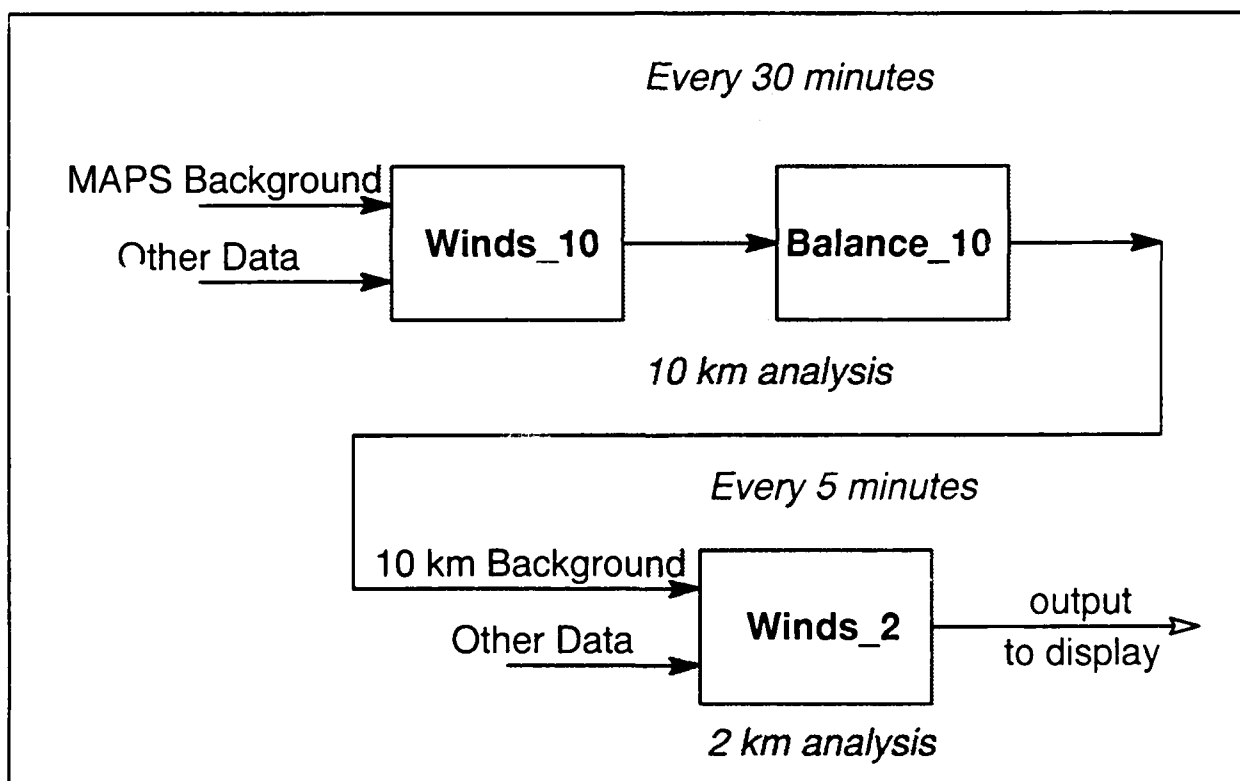 Every 30 minutes
MAPS Background
Other Data
Winds_10
Balance_10
10 km analysis
Every 5 minutes
10 km Background
Other Data
Winds_2
output
to display
2 km analysis